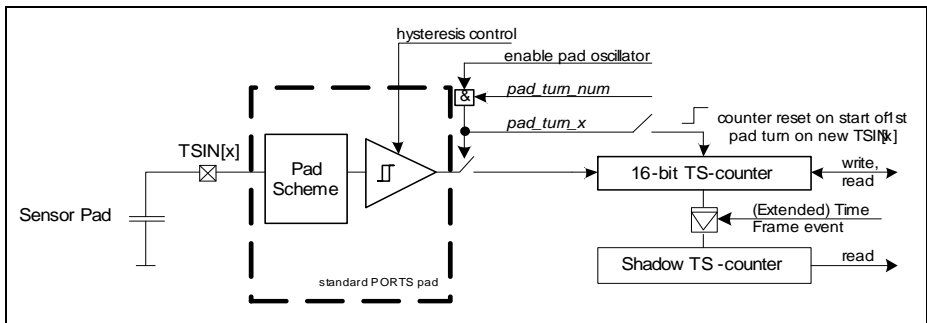 hysteresis control
enable pad oscillator
&
pad_turn_num
pad_turn_x
counter reset on start of 1st
pad turn on new TSIN[x]
TSIN[x]
Pad
Scheme
16-bit TS-counter
write,
read
Sensor Pad
(Extended) Time
Frame event
standard PORTS pad
Shadow TS -counter
read